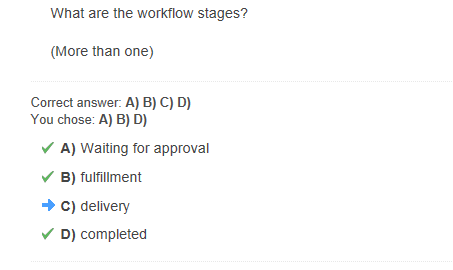 What are the workflow stages?
(More than one)
Correct answer: A) B) C) D)
You chose: A) B) D)
A) Waiting for approval
B) fulfillment
C) delivery
D) completed